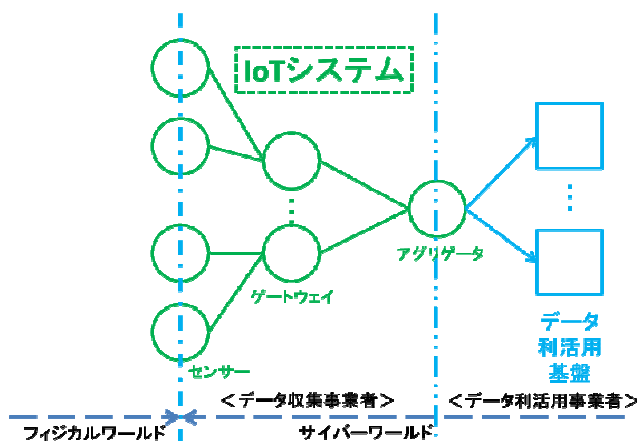 IoTシステム
アグリゲータ
ゲートウェイ
センサー
データ
利活用
基盤
＜データ収集事業者＞
＜データ利活用事業者＞
フィジカルワールド
サイバーワールド